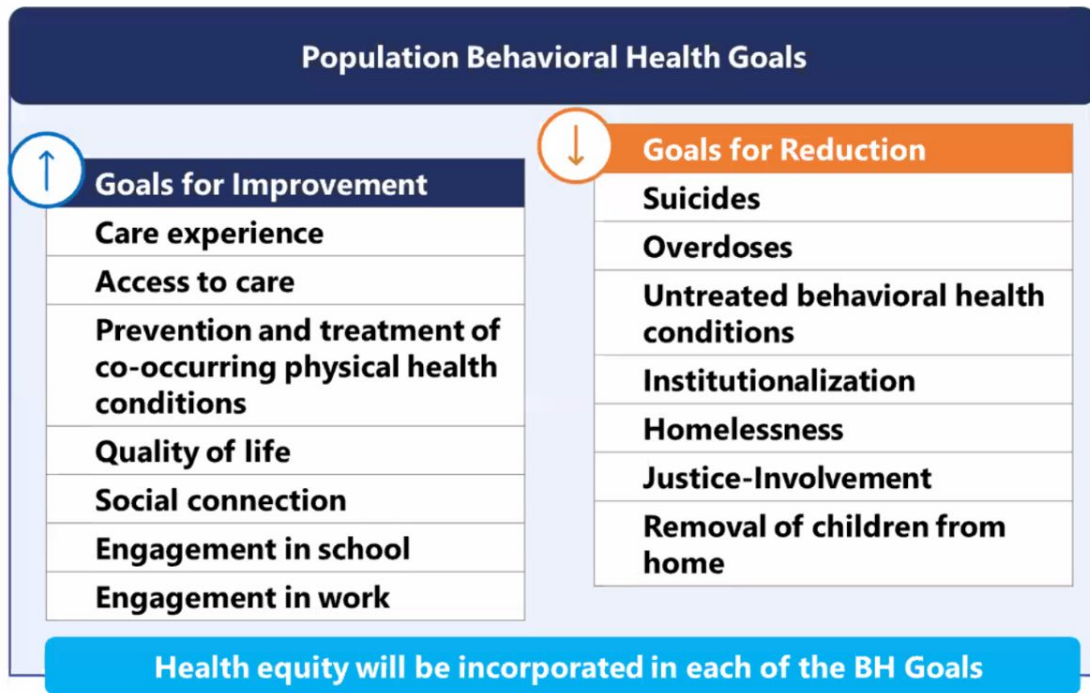 Population Behavioral Health Goals
↑
Goals for Improvement
Care experience
Access to care
Prevention and treatment of
co-occurring physical health
conditions
Quality of life
Social connection
Engagement in school
Engagement in work
↓
Goals for Reduction
Suicides
Overdoses
Untreated behavioral health
conditions
Institutionalization
Homelessness
Justice-Involvement
Removal of children from
home
Health equity will be incorporated in each of the BH Goals